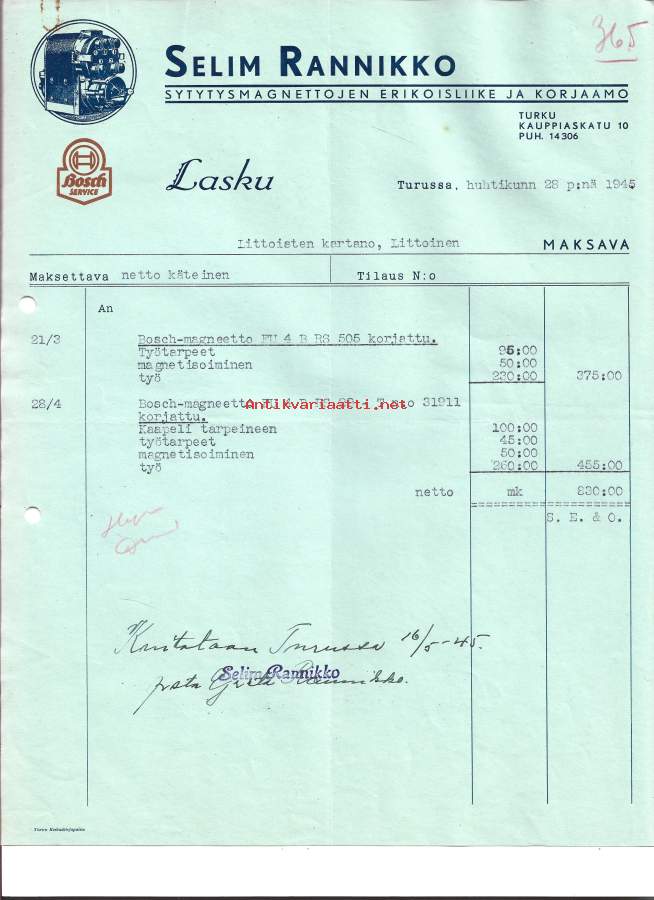 365
SELIM RANNIKKO
SYTYTYSMAGNETTOJEN ERIKOISLIIKE JA KORJAAMO
TURKU
KAUPPIASKATU 10
PUH. 14306
Bosch
SERVICE
Lasku
Turussa, huhtikunn 28 p:nä 1945
Littoisten kartano, Littoinen MAKSAVA
Maksettava netto käteinen Tilaus N:o
An
21/3 Bosch-magneetto FU 4 B RS 505 korjattu.
Työtarpeet 95:00
magnetisoiminen 50:00
työ 230:00 375:00
28/4 Bosch-magneetto 31911
Antikvariaatti.net
korjattu.
Kaapeli tarpeineen 100:00
työtarpeet 45:00
magnetisoiminen 50:00
työ 260:00 455:00
netto mk 830:00
S. E. & O.
Kuitataan Turussa 16/5-45.
Selim Rannikko
Rannikko.
Turun Keskuskirjapaino